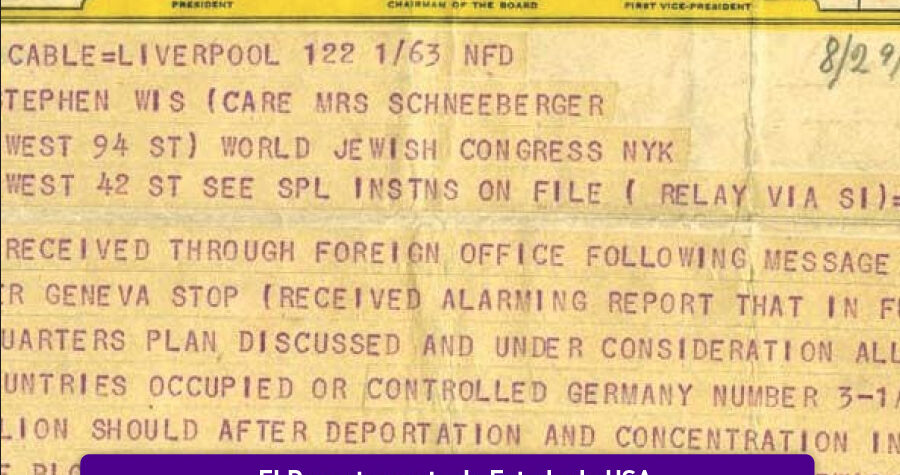 PRESIDENT CHAIRMAN OF THE BOARD FIRST VICE-PRESIDENT
CABLE=LIVERPOOL 122 1/63 NFD
8/29/
TEPHEN WIS (CARE MRS SCHNEEBERGER
WEST 94 ST) WORLD JEWISH CONGRESS NYK
WEST 42 ST SEE SPL INSTNS ON FILE ( RELAY VIA SI)=
RECEIVED THROUGH FOREIGN OFFICE FOLLOWING MESSAGE
R GENEVA STOP (RECEIVED ALARMING REPORT THAT IN
UARTERS PLAN DISCUSSED AND UNDER CONSIDERATION ALL
UNTRIES OCCUPIED OR CONTROLLED GERMANY NUMBER 3-1/
LION SHOULD AFTER DEPORTATION AND CONCENTRATION IN